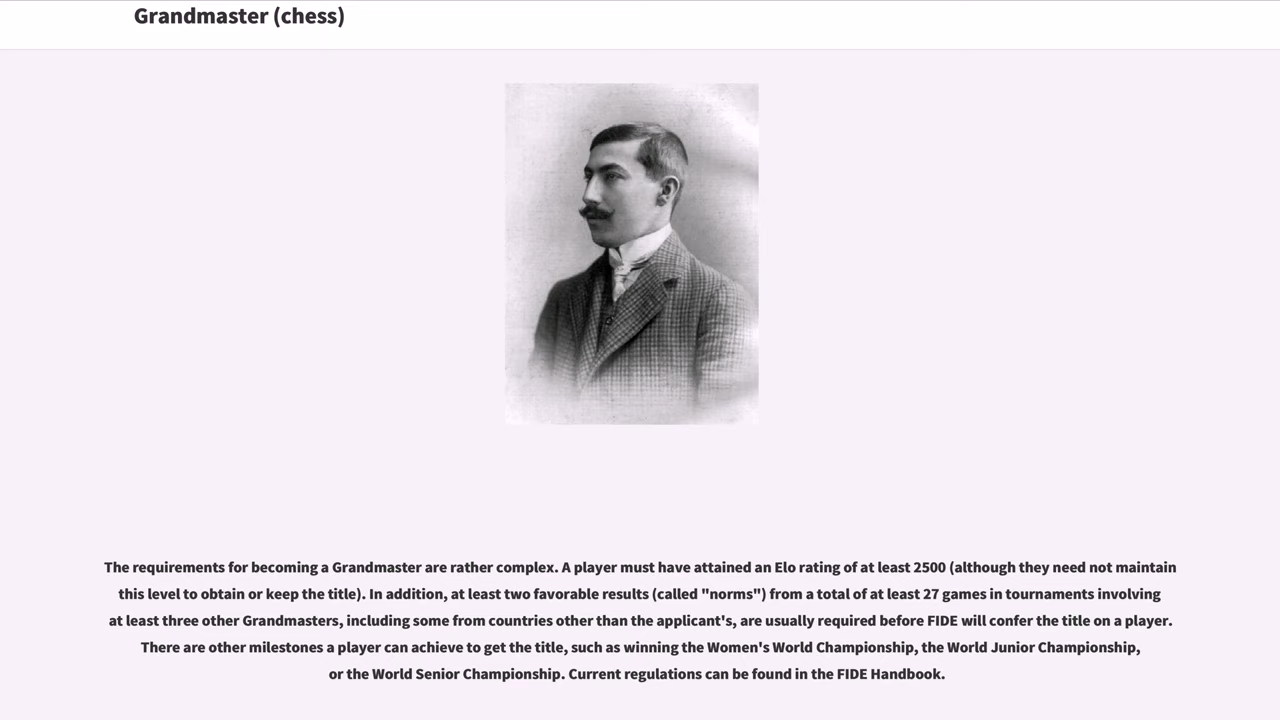 Grandmaster (chess)
The requirements for becoming a Grandmaster are rather complex. A player must have attained an Elo rating of at least 2500 (although they need not maintain
this level to obtain or keep the title). In addition, at least two favorable results (called "norms") from a total of at least 27 games in tournaments involving
at least three other Grandmasters, including some from countries other than the applicant's, are usually required before FIDE will confer the title on a player.
There are other milestones a player can achieve to get the title, such as winning the Women's World Championship, the World Junior Championship,
or the World Senior Championship. Current regulations can be found in the FIDE Handbook.